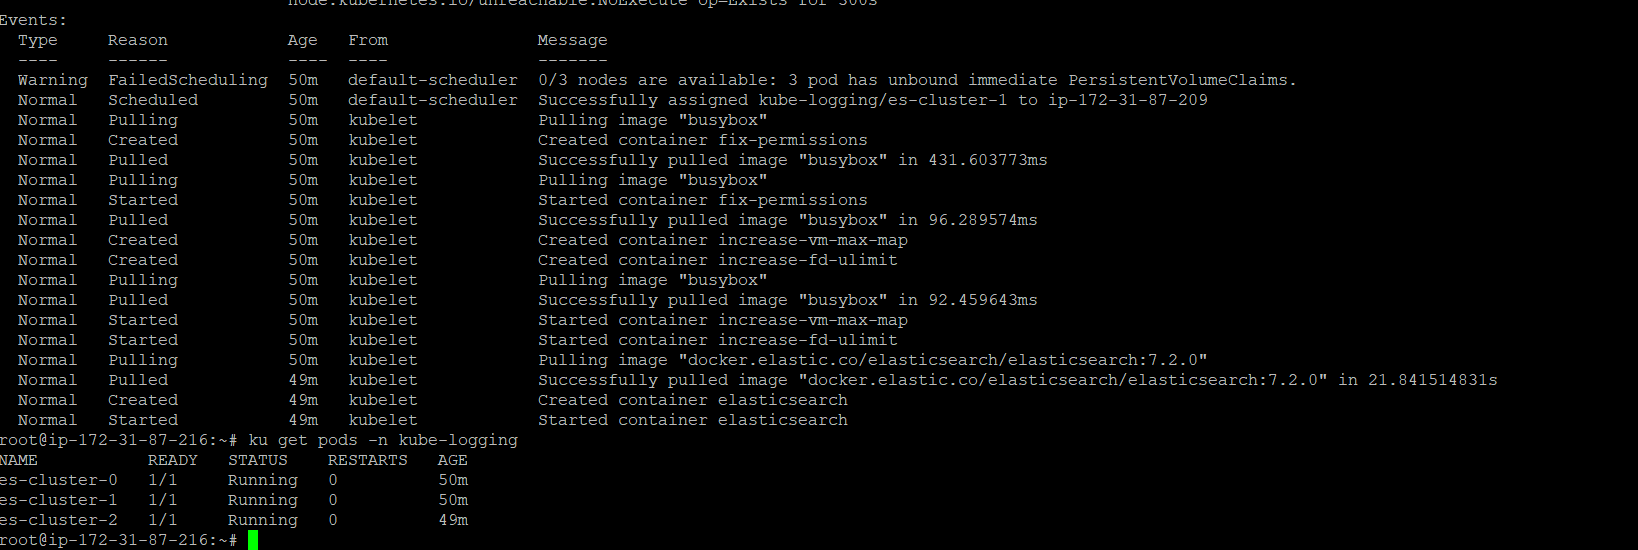 node.kubernetes.io/unreachable:NoExecute op=Exists for 300s
Events:
  Type     Reason            Age   From               Message
  ----     ------            ----  ----               -------
  Warning  FailedScheduling  50m   default-scheduler  0/3 nodes are available: 3 pod has unbound immediate PersistentVolumeClaims.
  Normal   Scheduled         50m   default-scheduler  Successfully assigned kube-logging/es-cluster-1 to ip-172-31-87-209
  Normal   Pulling           50m   kubelet            Pulling image "busybox"
  Normal   Created           50m   kubelet            Created container fix-permissions
  Normal   Pulled            50m   kubelet            Successfully pulled image "busybox" in 431.603773ms
  Normal   Pulling           50m   kubelet            Pulling image "busybox"
  Normal   Started           50m   kubelet            Started container fix-permissions
  Normal   Pulled            50m   kubelet            Successfully pulled image "busybox" in 96.289574ms
  Normal   Created           50m   kubelet            Created container increase-vm-max-map
  Normal   Created           50m   kubelet            Created container increase-fd-ulimit
  Normal   Pulling           50m   kubelet            Pulling image "busybox"
  Normal   Pulled            50m   kubelet            Successfully pulled image "busybox" in 92.459643ms
  Normal   Started           50m   kubelet            Started container increase-vm-max-map
  Normal   Started           50m   kubelet            Started container increase-fd-ulimit
  Normal   Pulling           50m   kubelet            Pulling image "docker.elastic.co/elasticsearch/elasticsearch:7.2.0"
  Normal   Pulled            49m   kubelet            Successfully pulled image "docker.elastic.co/elasticsearch/elasticsearch:7.2.0" in 21.841514831s
  Normal   Created           49m   kubelet            Created container elasticsearch
  Normal   Started           49m   kubelet            Started container elasticsearch
root@ip-172-31-87-216:~# ku get pods -n kube-logging
NAME           READY   STATUS    RESTARTS   AGE
es-cluster-0   1/1     Running   0          50m
es-cluster-1   1/1     Running   0          50m
es-cluster-2   1/1     Running   0          49m
root@ip-172-31-87-216:~#